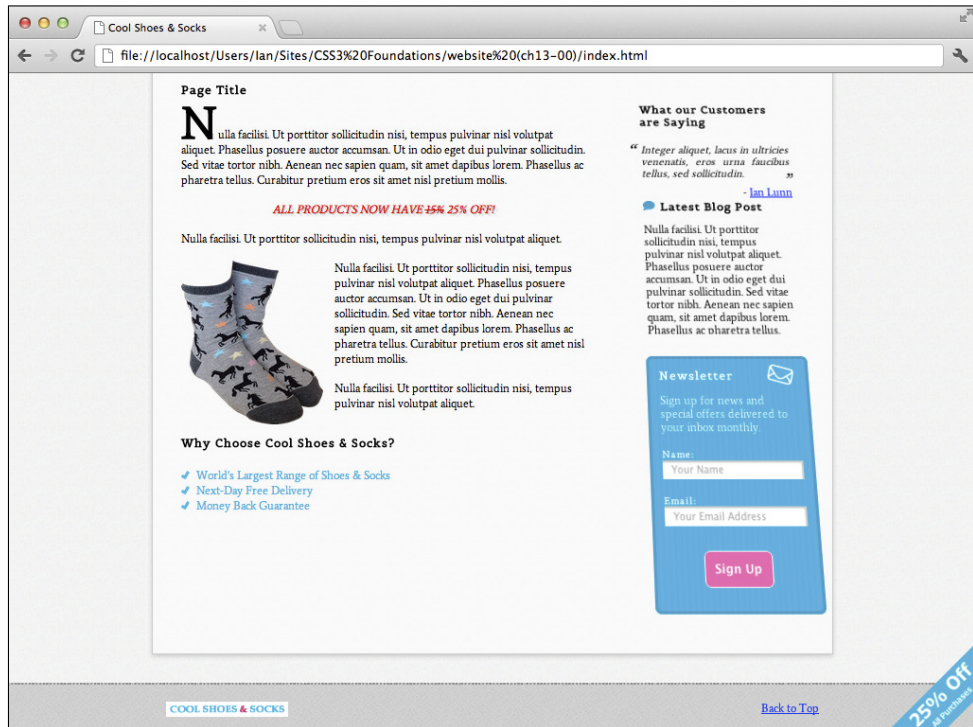 Cool Shoes & Socks
file://localhost/Users/Ian/Sites/CSS3%20Foundations/website%20(ch13-00)/index.html
Page Title
Nulla facilisi. Ut porttitor sollicitudin nisi, tempus pulvinar nisl volutpat
aliquet. Phasellus posuere auctor accumsan. Ut in odio eget dui pulvinar sollicitudin.
Sed vitae tortor nibh. Aenean nec sapien quam, sit amet dapibus lorem. Phasellus ac
pharetra tellus. Curabitur pretium eros sit amet nisl pretium mollis.
ALL PRODUCTS NOW HAVE 15% 25% OFF!
Nulla facilisi. Ut porttitor sollicitudin nisi, tempus pulvinar nisl volutpat aliquet.
Nulla facilisi. Ut porttitor sollicitudin nisi, tempus
pulvinar nisl volutpat aliquet. Phasellus posuere
auctor accumsan. Ut in odio eget dui pulvinar
sollicitudin. Sed vitae tortor nibh. Aenean nec
sapien quam, sit amet dapibus lorem. Phasellus ac
pharetra tellus. Curabitur pretium eros sit amet nisl
pretium mollis.
Nulla facilisi. Ut porttitor sollicitudin nisi, tempus
pulvinar nisl volutpat aliquet.
Why Choose Cool Shoes & Socks?
World's Largest Range of Shoes & Socks
Next-Day Free Delivery
Money Back Guarantee
What our Customers
are Saying
“ Integer aliquet, lacus in ultricies
venenatis, eros urna faucibus
tellus, sed sollicitudin. ”
- Ian Lunn
Latest Blog Post
Nulla facilisi. Ut porttitor
sollicitudin nisi, tempus
pulvinar nisl volutpat aliquet.
Phasellus posuere auctor
accumsan. Ut in odio eget dui
pulvinar sollicitudin. Sed vitae
tortor nibh. Aenean nec sapien
quam, sit amet dapibus lorem.
Phasellus ac pharetra tellus.
Newsletter
Sign up for news and
special offers delivered to
your inbox monthly.
Name:
Your Name
Email:
Your Email Address
Sign Up
COOL SHOES & SOCKS
Back to Top
25% Off
All Purchases